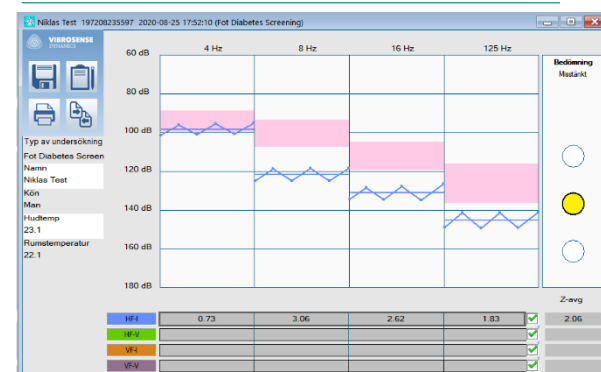 Niklas Test 197208235597 2020-08-25 17:52:10 (Fot Diabetes Screening)
VIBROSENSE
DYNAMICS
4 Hz 8 Hz 16 Hz 125 Hz
60 dB
80 dB
100 dB
120 dB
140 dB
160 dB
180 dB
Bedömning
Misstänkt
Typ av undersökning
Fot Diabetes Screen
Namn
Niklas Test
Kön
Man
Hudtemp
23.1
Rumstemperatur
22.1
Z-avg
HF-I 0.73 3.06 2.62 1.83 2.06
HF-V
VF-I
VF-V